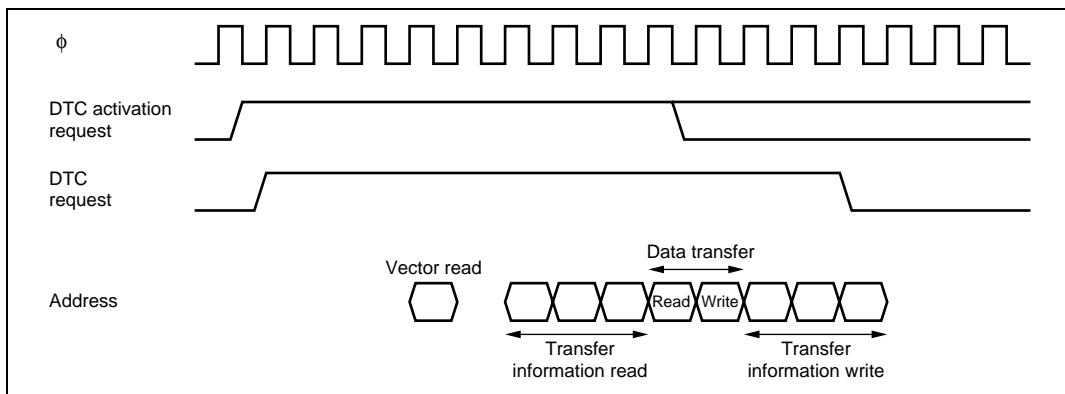 φ
DTC activation
request
DTC
request
Data transfer
Vector read
Address
Read
Write
Transfer
information read
Transfer
information write